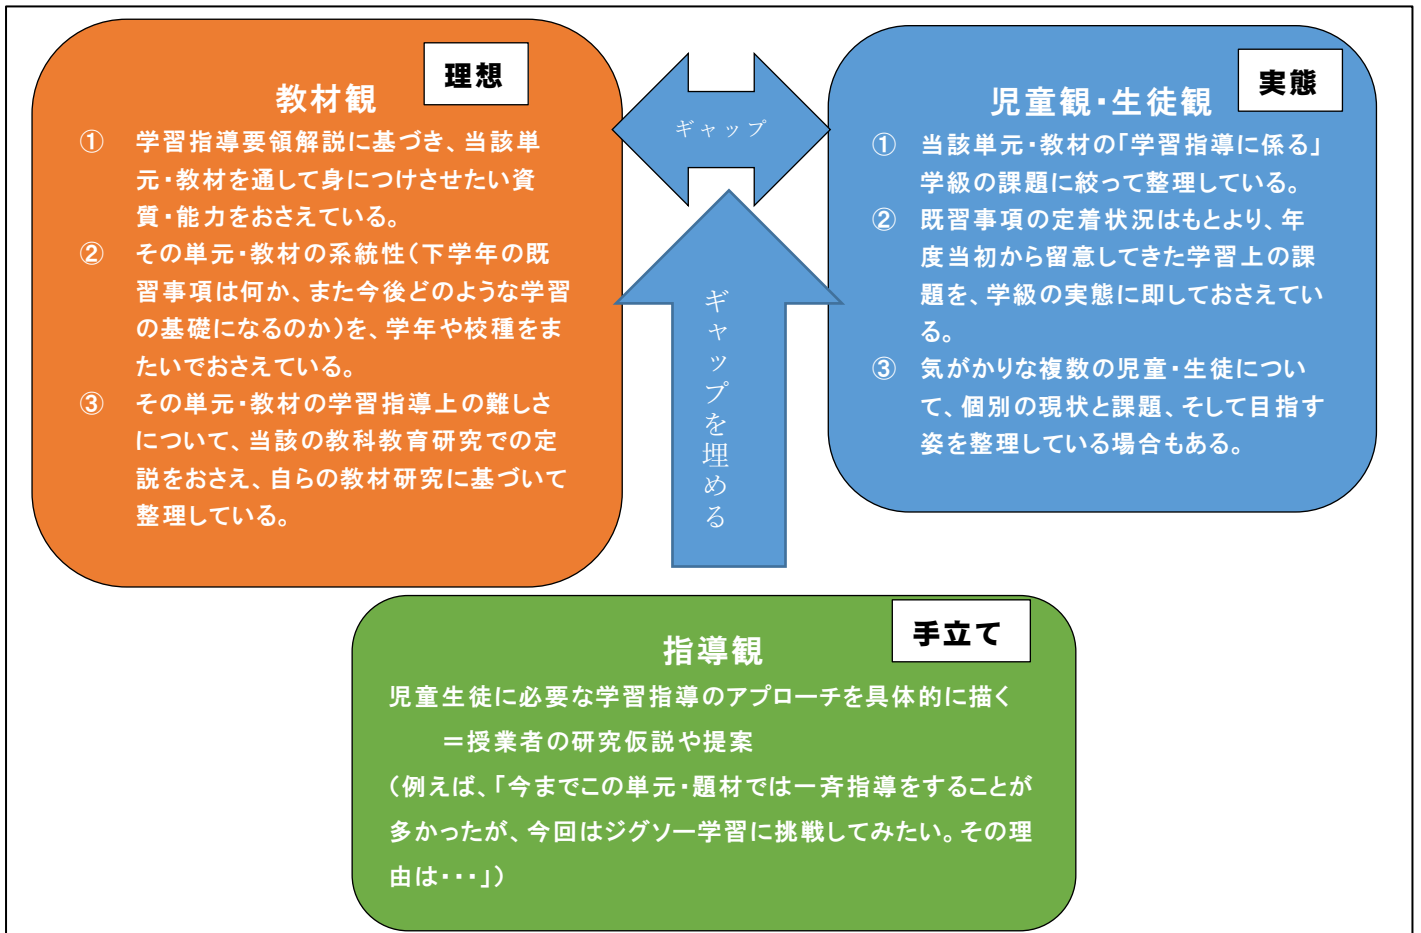 理想
教材観
① 学習指導要領解説に基づき、当該単
元・教材を通して身につけさせたい資
質・能力をおさえている。
② その単元・教材の系統性(下学年の既
習事項は何か、また今後どのような学習
の基礎になるのか)を、学年や校種をま
たいでおさえている。
③ その単元・教材の学習指導上の難しさ
について、当該の教科教育研究での定
説をおさえ、自らの教材研究に基づいて
整理している。
ギャップ
ギャップを埋める
実態
児童観・生徒観
① 当該単元・教材の「学習指導に係る」
学級の課題に絞って整理している。
② 既習事項の定着状況はもとより、年
度当初から留意してきた学習上の課
題を、学級の実態に即しておさえてい
る。
③ 気がかりな複数の児童・生徒につい
て、個別の現状と課題、そして目指す
姿を整理している場合もある。
手立て
指導観
児童生徒に必要な学習指導のアプローチを具体的に描く
＝授業者の研究仮説や提案
(例えば、「今までこの単元・題材では一斉指導をすることが
多かったが、今回はジグソー学習に挑戦してみたい。その理
由は・・・」)